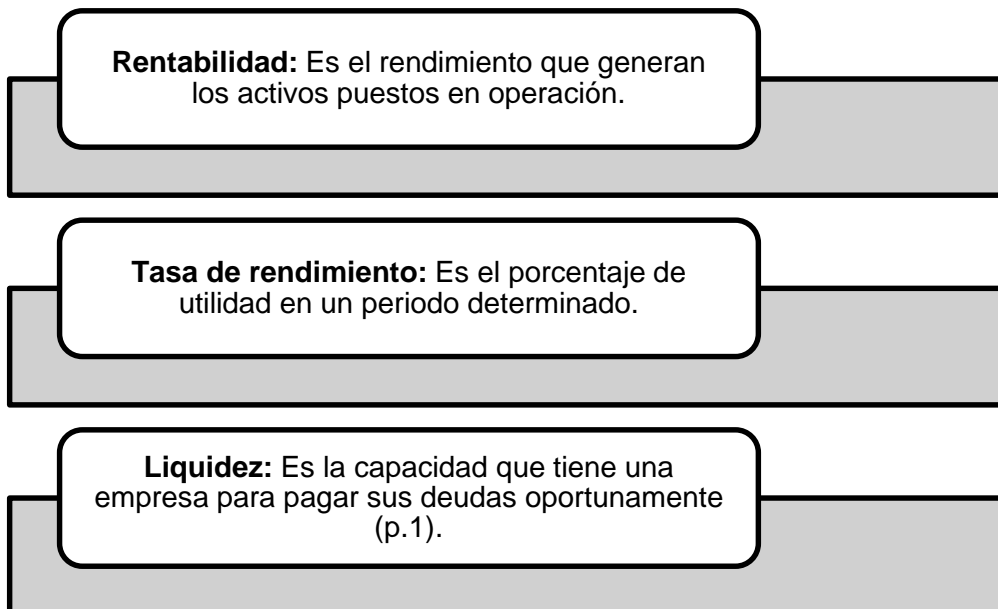 Rentabilidad: Es el rendimiento que generan
los activos puestos en operación.
Tasa de rendimiento: Es el porcentaje de
utilidad en un periodo determinado.
Liquidez: Es la capacidad que tiene una
empresa para pagar sus deudas oportunamente
(p.1).